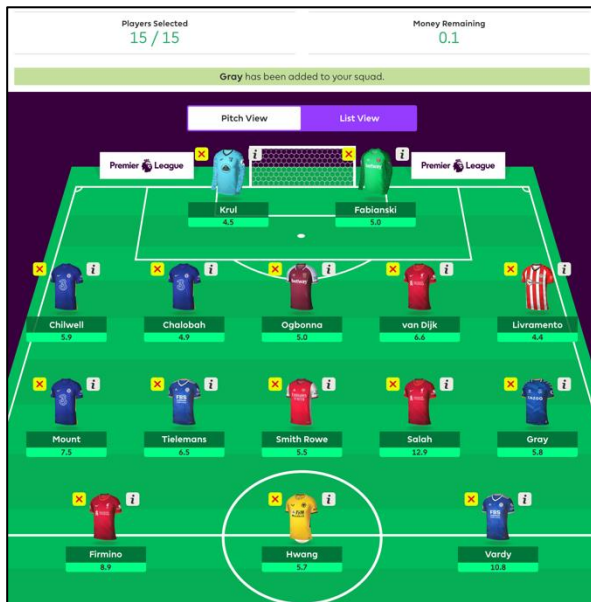 Players Selected
15 / 15
Money Remaining
0.1
Gray has been added to your squad.
Pitch View
List View
Premier League
Premier League
Krul
4.5
Fabianski
5.0
Chilwell
5.9
Chalobah
4.9
Ogbonna
5.0
van Dijk
6.6
Livramento
4.4
Mount
7.5
Tielemans
6.5
Smith Rowe
5.5
Salah
12.9
Gray
5.8
Firmino
8.9
Hwang
5.7
Vardy
10.8